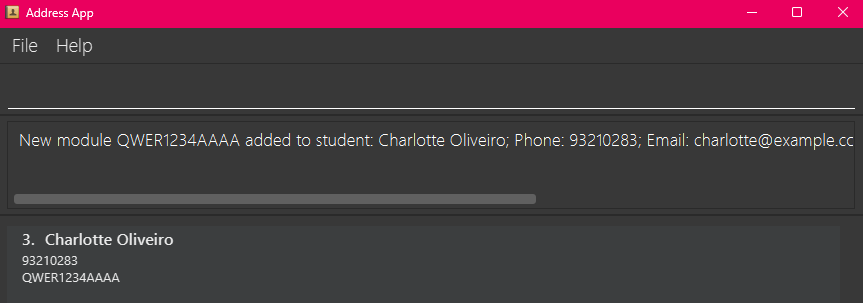 Address App
File Help
New module QWER1234AAAA added to student: Charlotte Oliveiro; Phone: 93210283; Email: charlotte@example.cc
3. Charlotte Oliveiro
93210283
QWER1234AAAA